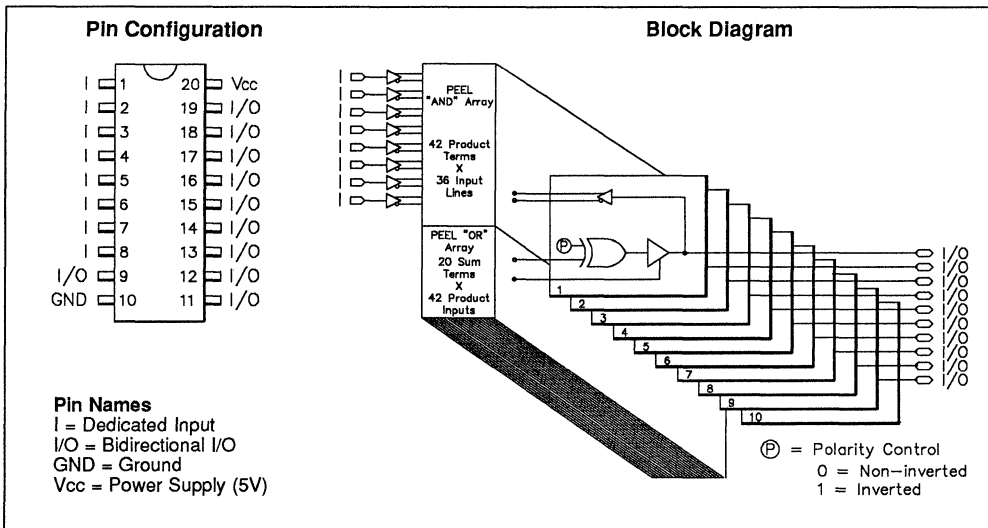 Pin Configuration
I 1 20 Vcc
I 2 19 I/O
I 3 18 I/O
I 4 17 I/O
I 5 16 I/O
I 6 15 I/O
I 7 14 I/O
I 8 13 I/O
I/O 9 12 I/O
GND 10 11 I/O
Pin Names
I = Dedicated Input
I/O = Bidirectional I/O
GND = Ground
Vcc = Power Supply (5V)
Block Diagram
I
I
I
I
I
I
I
I
PEEL
"AND" Array
42 Product
Terms
X
36 Input
Lines
PEEL "OR"
Array
20 Sum
Terms
X
42 Product
Inputs
P
1
2
3
4
5
6
7
8
9
10
I/O
I/O
I/O
I/O
I/O
I/O
I/O
I/O
I/O
I/O
P = Polarity Control
0 = Non-inverted
1 = Inverted